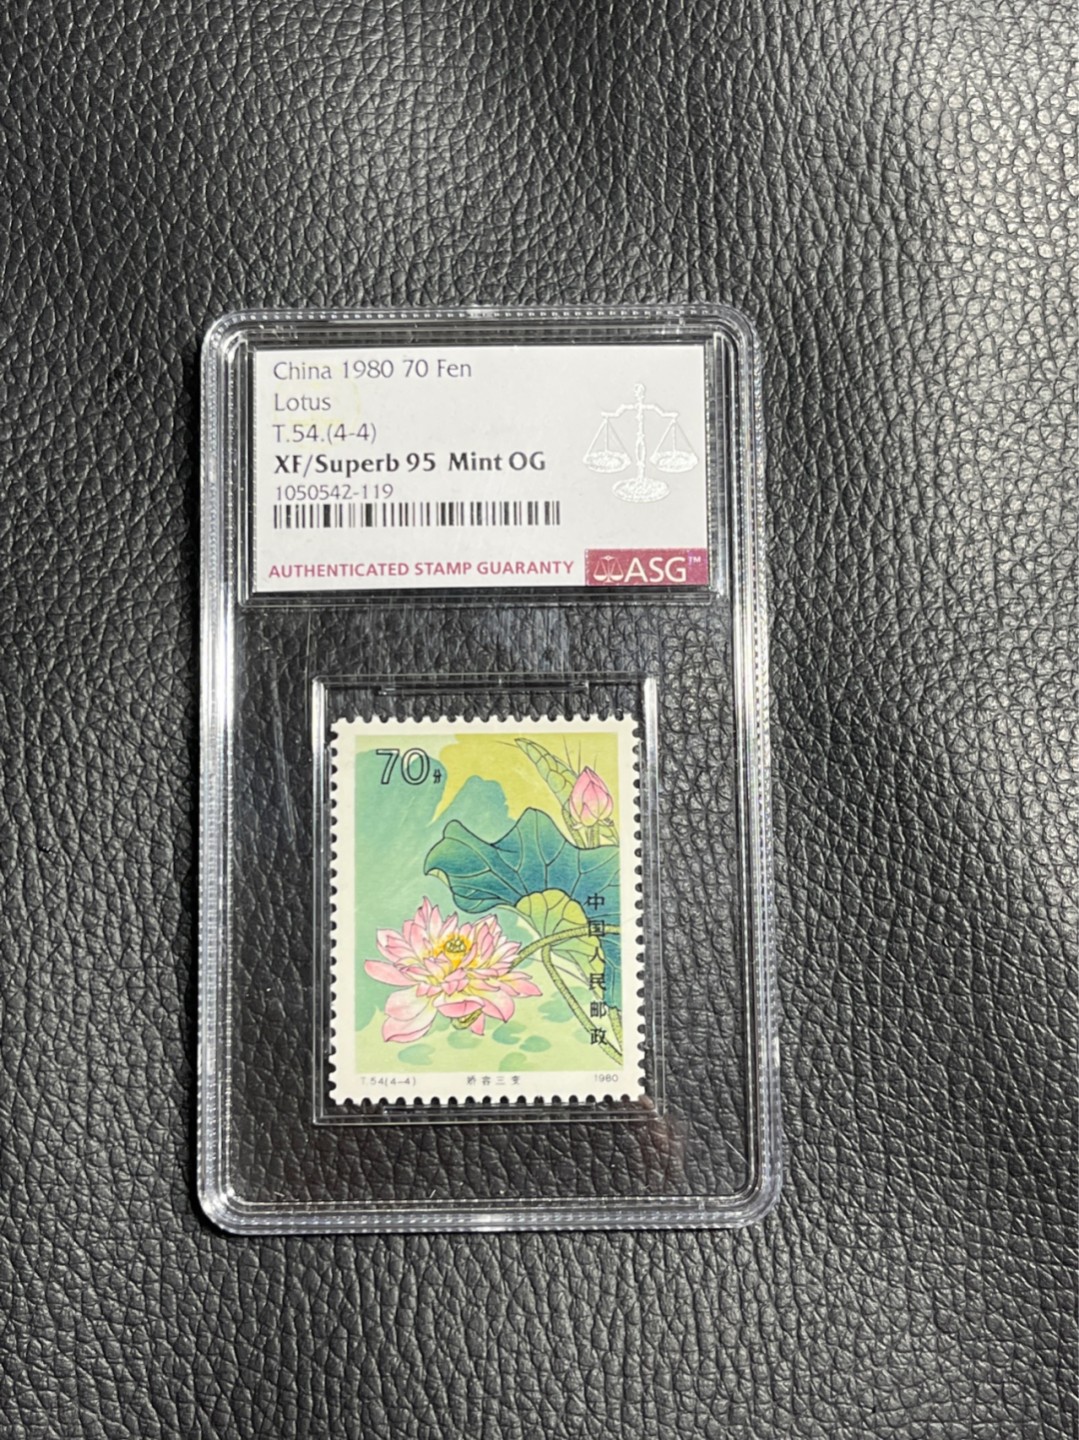 China 1980 70 Fen
Lotus
T.54.(4-4)
XF/Superb 95 Mint OG
1050542-119
AUTHENTICATED STAMP GUARANTY
ASG™
70分
中国人民邮政
T.54(4-4) 娇容三变 1980